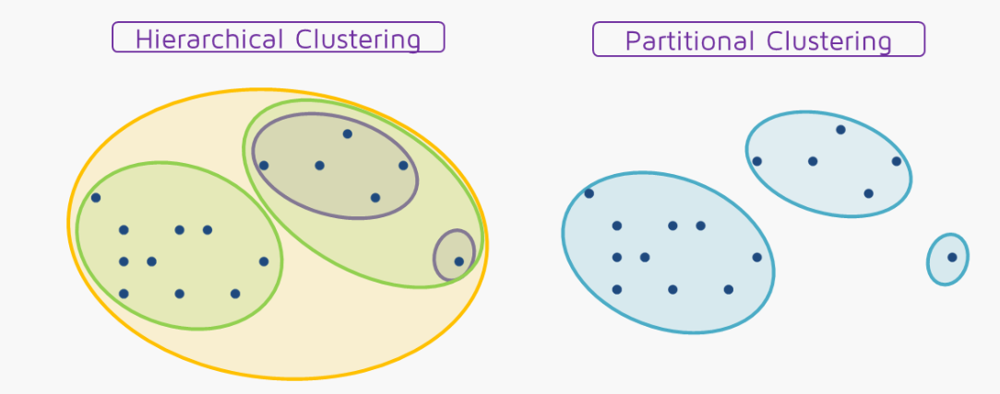 Hierarchical Clustering
Partitional Clustering